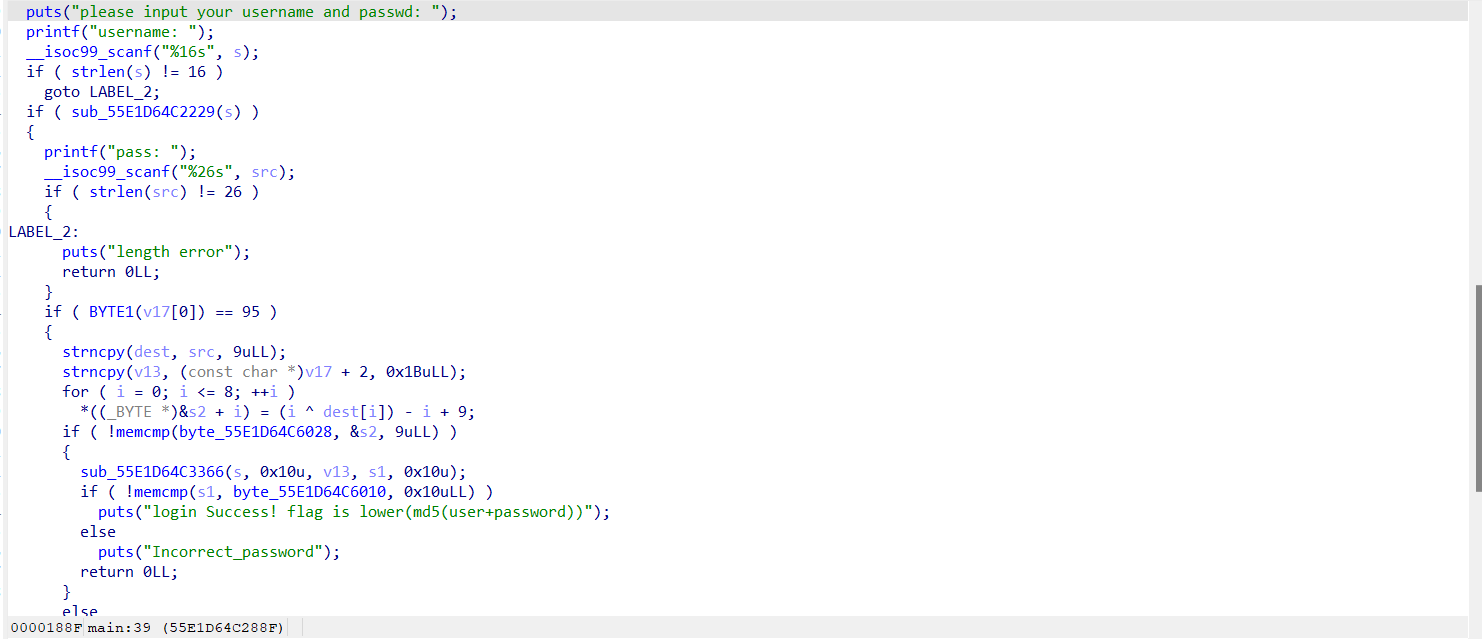 puts("please input your username and passwd: ");
printf("username: ");
__isoc99_scanf("%16s", s);
if ( strlen(s) != 16 )
goto LABEL_2;
if ( sub_55E1D64C2229(s) )
{
printf("pass: ");
__isoc99_scanf("%26s", src);
if ( strlen(src) != 26 )
{
LABEL_2:
puts("length error");
return 0LL;
}
if ( BYTE1(v17[0]) == 95 )
{
strncpy(dest, src, 9uLL);
strncpy(v13, (const char *)v17 + 2, 0x1BuLL);
for ( i = 0; i <= 8; ++i )
*((_BYTE *)&s2 + i) = (i ^ dest[i]) - i + 9;
if ( !memcmp(byte_55E1D64C6028, &s2, 9uLL) )
{
sub_55E1D64C3366(s, 0x10u, v13, s1, 0x10u);
if ( !memcmp(s1, byte_55E1D64C6010, 0x10uLL) )
puts("login Success! flag is lower(md5(user+password))");
else
puts("Incorrect_password");
return 0LL;
}
else
0000188F main:39 (55E1D64C288F)